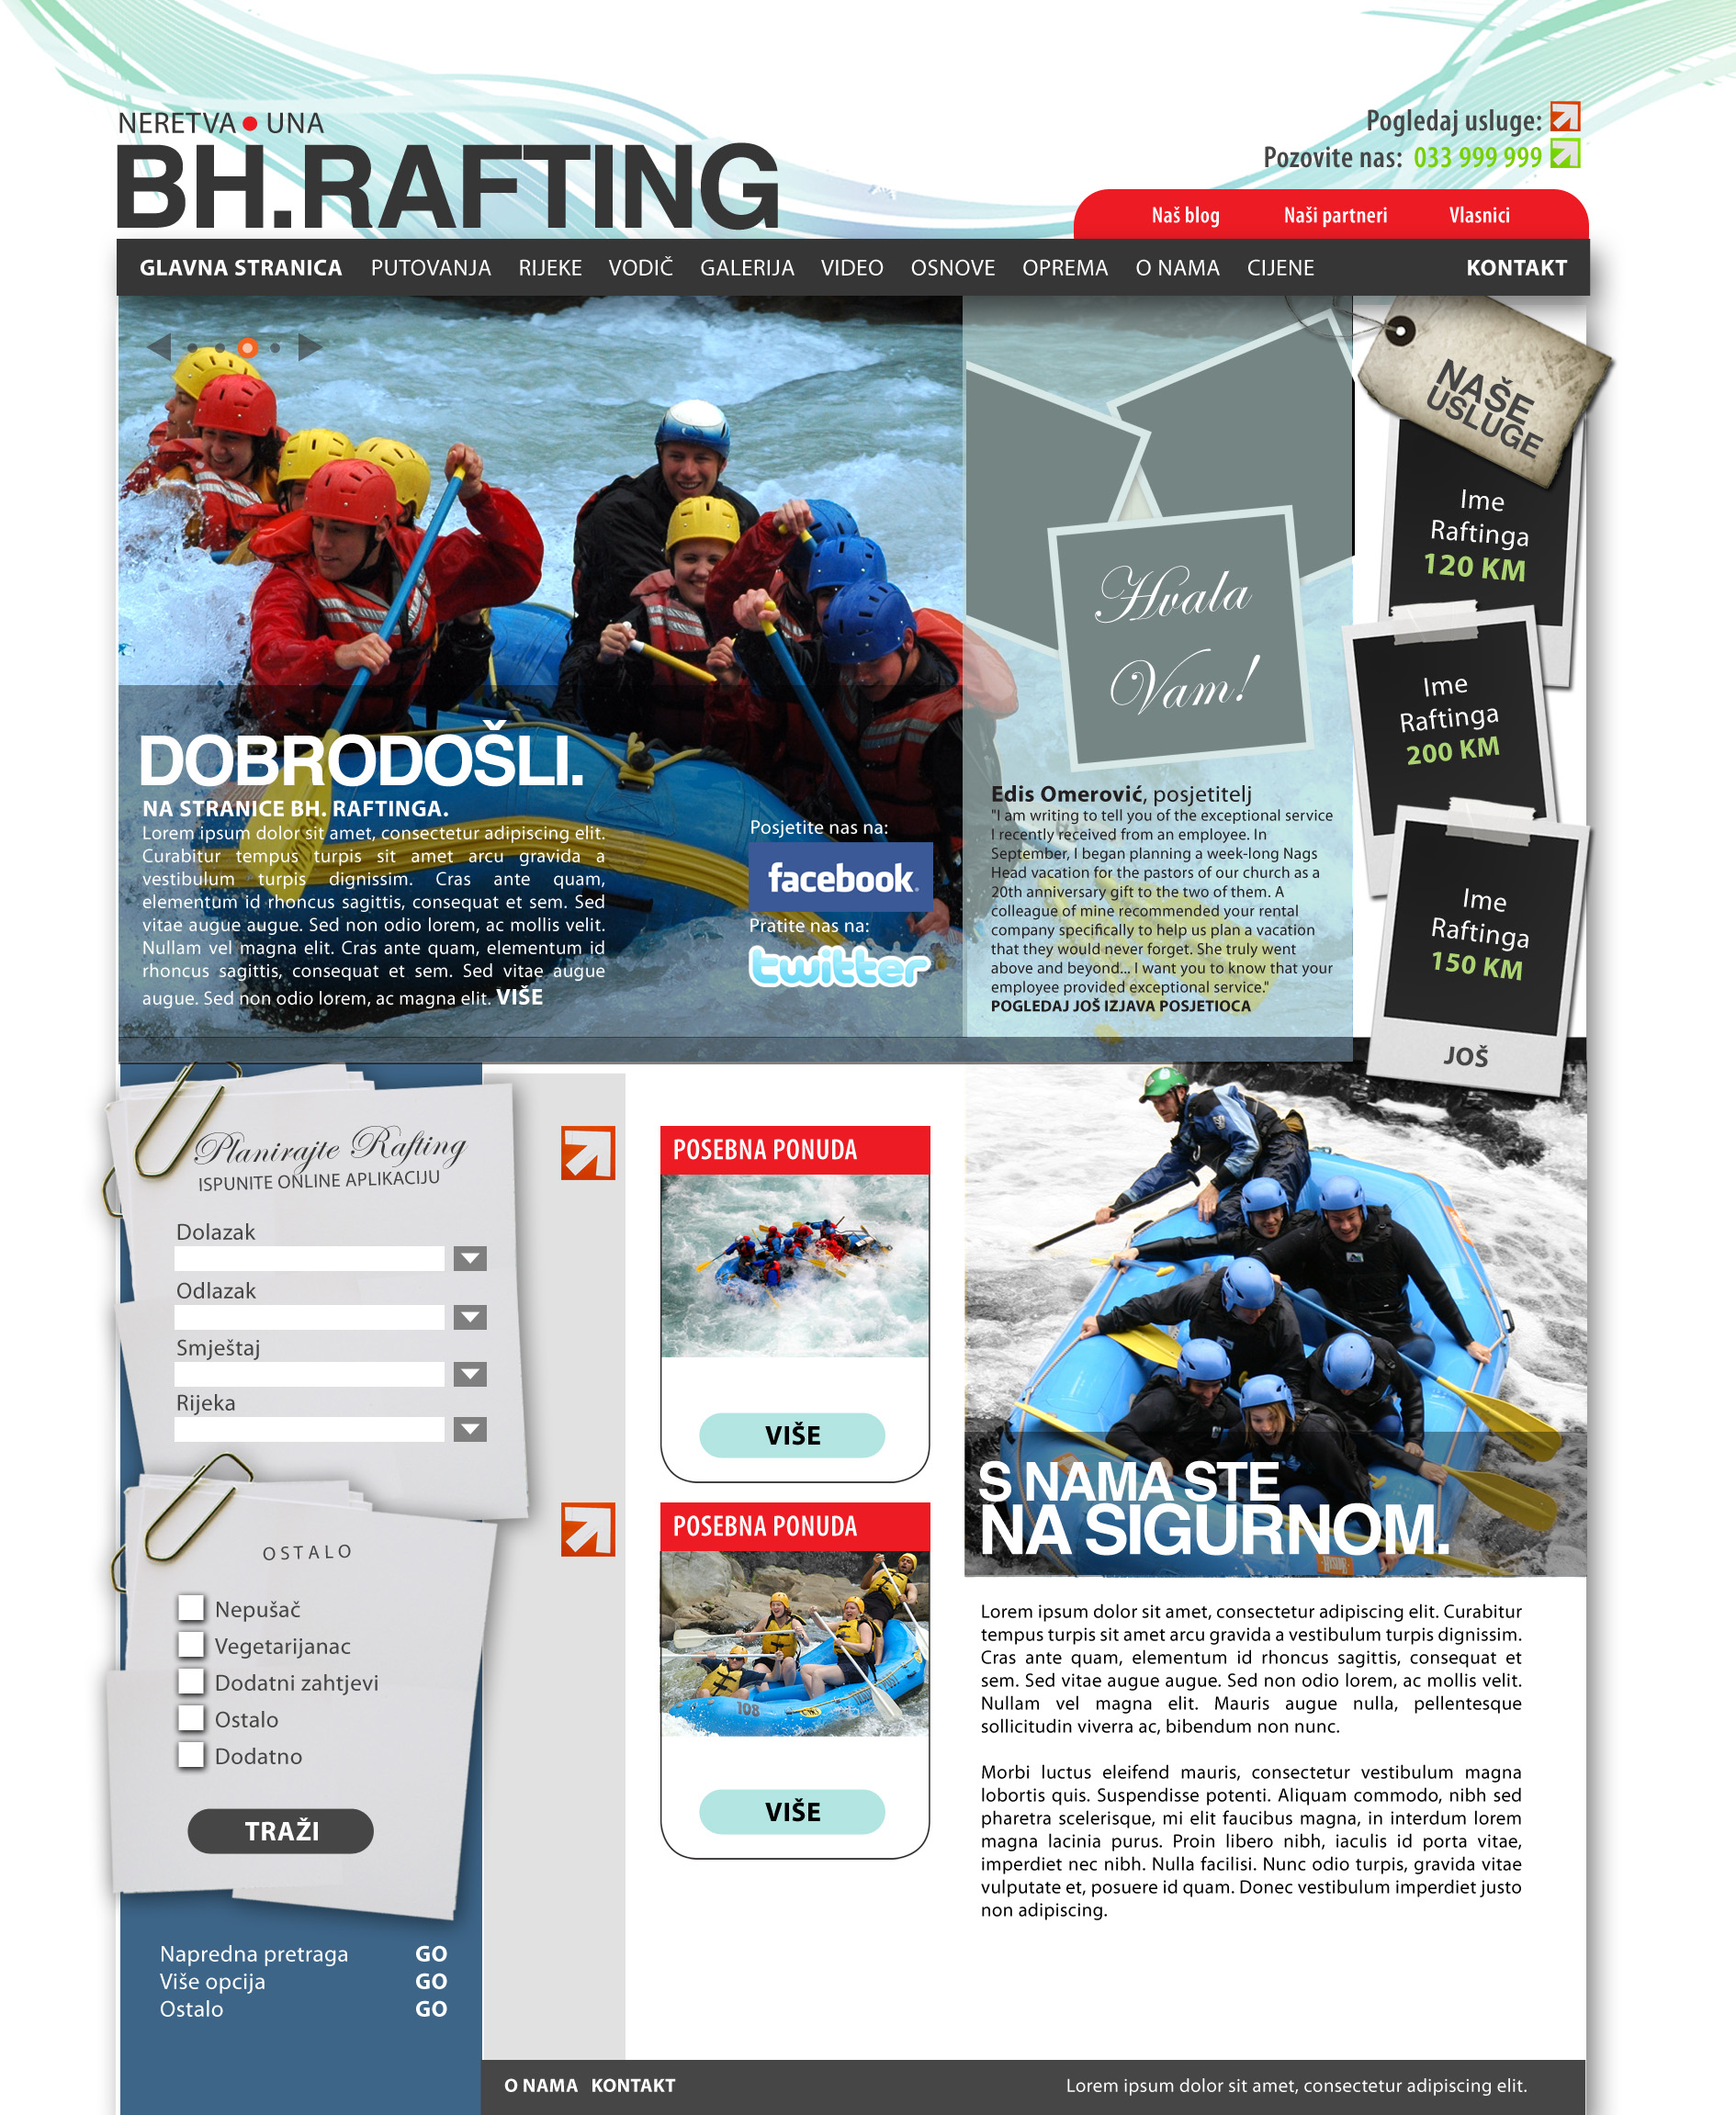 NERETVA • UNA
BH.RAFTING
Pogledaj usluge:
Pozovite nas: 033 999 999
Naš blog Naši partneri Vlasnici
GLAVNA STRANICA PUTOVANJA RIJEKE VODIČ GALERIJA VIDEO OSNOVE OPREMA O NAMA CIJENE KONTAKT
DOBRODOŠLI.
NA STRANICE BH. RAFTINGA.
Lorem ipsum dolor sit amet, consectetur adipiscing elit.
Curabitur tempus turpis sit amet arcu gravida a
vestibulum turpis dignissim. Cras ante quam,
elementum id rhoncus sagittis, consequat et sem. Sed
vitae augue augue. Sed non odio lorem, ac mollis velit.
Nullam vel magna elit. Cras ante quam, elementum id
rhoncus sagittis, consequat et sem. Sed vitae augue
augue. Sed non odio lorem, ac magna elit. VIŠE
Posjetite nas na:
facebook.
Pratite nas na:
twitter
Hvala
Vam!
Edis Omerović, posjetitelj
"I am writing to tell you of the exceptional service
I recently received from an employee. In
September, I began planning a week-long Nags
Head vacation for the pastors of our church as a
20th anniversary gift to the two of them. A
colleague of mine recommended your rental
company specifically to help us plan a vacation
that they would never forget. She truly went
above and beyond... I want you to know that your
employee provided exceptional service."
POGLEDAJ JOŠ IZJAVA POSJETIOCA
NAŠE
USLUGE
Ime
Raftinga
120 KM
Ime
Raftinga
200 KM
Ime
Raftinga
150 KM
JOŠ
Planirajte Rafting
ISPUNITE ONLINE APLIKACIJU
Dolazak
Odlazak
Smještaj
Rijeka
OSTALO
Nepušač
Vegetarijanac
Dodatni zahtjevi
Ostalo
Dodatno
TRAŽI
Napredna pretraga GO
Više opcija GO
Ostalo GO
POSEBNA PONUDA
VIŠE
POSEBNA PONUDA
108
VIŠE
S NAMA STE
NA SIGURNOM.
Lorem ipsum dolor sit amet, consectetur adipiscing elit. Curabitur
tempus turpis sit amet arcu gravida a vestibulum turpis dignissim.
Cras ante quam, elementum id rhoncus sagittis, consequat et
sem. Sed vitae augue augue. Sed non odio lorem, ac mollis velit.
Nullam vel magna elit. Mauris augue nulla, pellentesque
sollicitudin viverra ac, bibendum non nunc.
Morbi luctus eleifend mauris, consectetur vestibulum magna
lobortis quis. Suspendisse potenti. Aliquam commodo, nibh sed
pharetra scelerisque, mi elit faucibus magna, in interdum lorem
magna lacinia purus. Proin libero nibh, iaculis id porta vitae,
imperdiet nec nibh. Nulla facilisi. Nunc odio turpis, gravida vitae
vulputate et, posuere id quam. Donec vestibulum imperdiet justo
non adipiscing.
O NAMA KONTAKT
Lorem ipsum dolor sit amet, consectetur adipiscing elit.